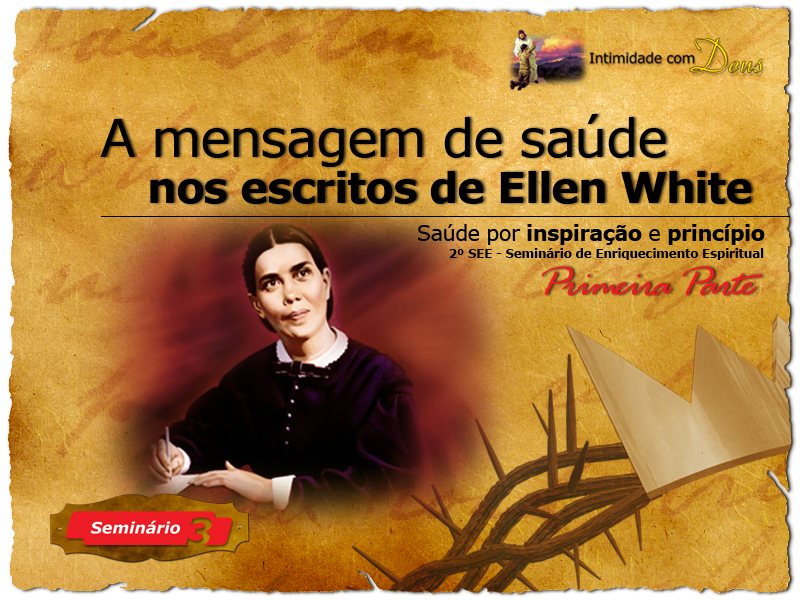 Intimidade com Deus
A mensagem de saúde
nos escritos de Ellen White
Saúde por inspiração e princípio
2º SEE - Seminário de Enriquecimento Espiritual
Primeira Parte
Seminário 3